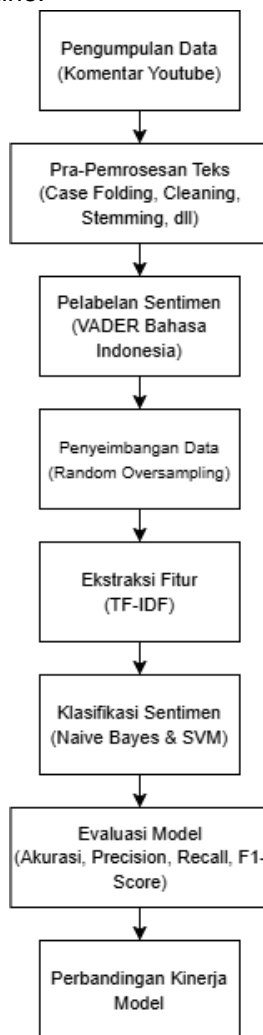 Pengumpulan Data
(Komentar Youtube)
Pra-Pemrosesan Teks
(Case Folding, Cleaning,
Stemming, dll)
Pelabelan Sentimen
(VADER Bahasa
Indonesia)
Penyeimbangan Data
(Random Oversampling)
Ekstraksi Fitur
(TF-IDF)
Klasifikasi Sentimen
(Naive Bayes & SVM)
Evaluasi Model
(Akurasi, Precision, Recall, F1-
Score)
Perbandingan Kinerja
Model